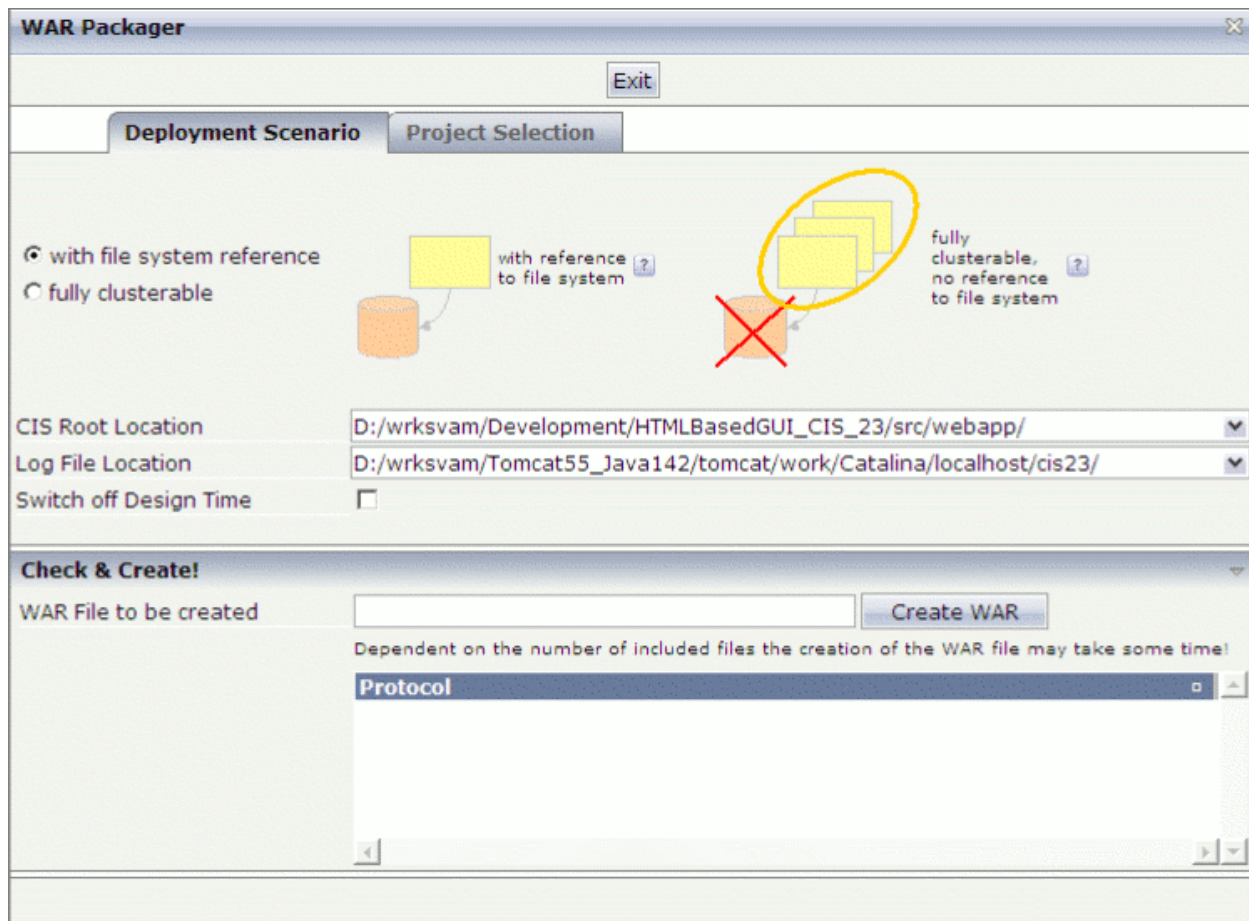 WAR Packager
Exit
Deployment Scenario
Project Selection
with file system reference
fully clusterable
with reference
to file system
?
fully
clusterable,
no reference
to file system
?
CIS Root Location
D:/wrksvam/Development/HTMLBasedGUI_CIS_23/src/webapp/
Log File Location
D:/wrksvam/Tomcat55_Java142/tomcat/work/Catalina/localhost/cis23/
Switch off Design Time
Check & Create!
WAR File to be created
Create WAR
Dependent on the number of included files the creation of the WAR file may take some time!
Protocol